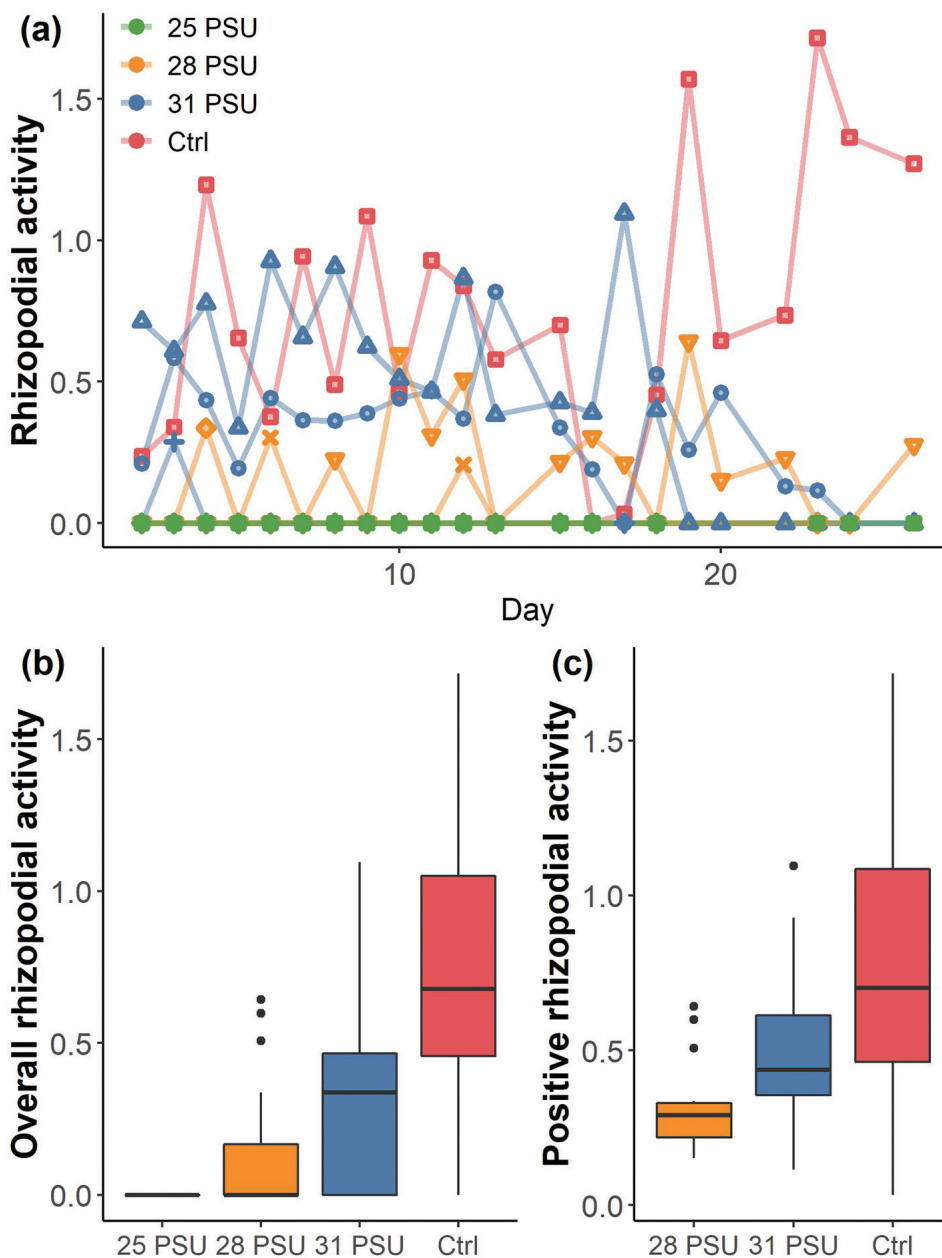 (a)
25 PSU
28 PSU
31 PSU
Ctrl
Rhizopodial activity
1.5
1.0
0.5
0.0
10
20
Day
(b)
Overall rhizopodial activity
1.5
1.0
0.5
0.0
25 PSU
28 PSU
31 PSU
Ctrl
(c)
Positive rhizopodial activity
1.5
1.0
0.5
0.0
28 PSU
31 PSU
Ctrl